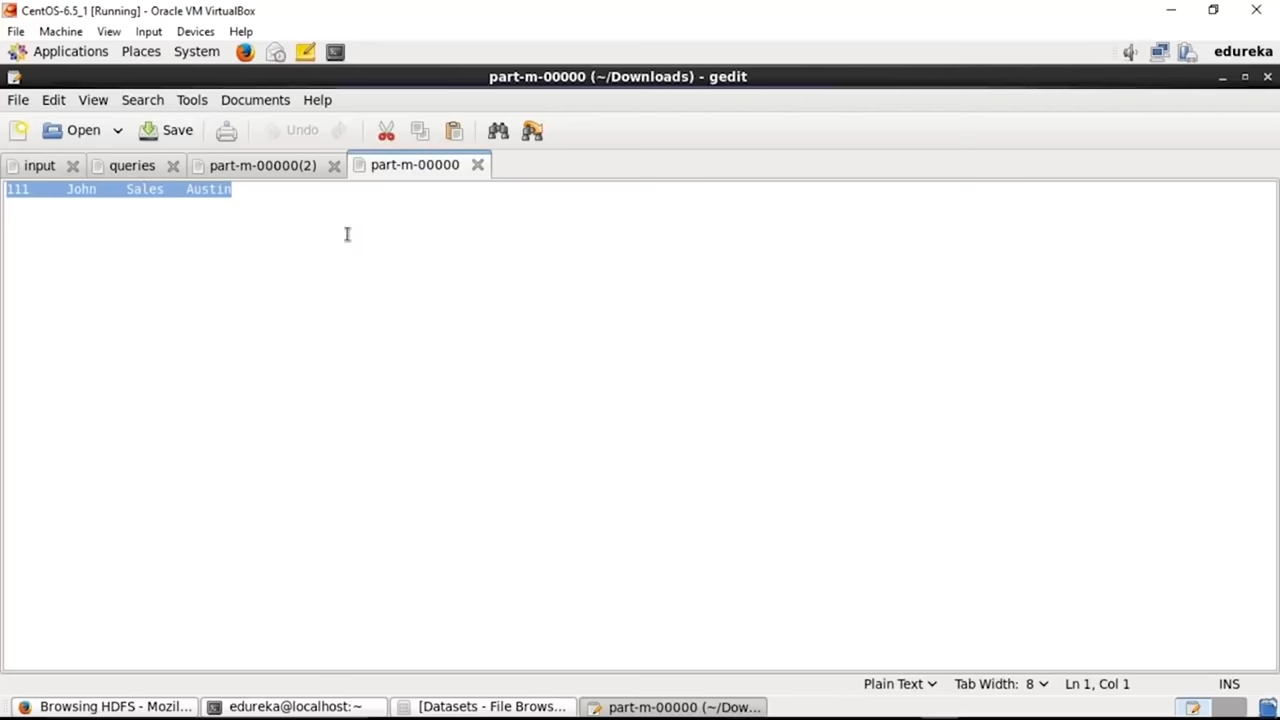 CentOS-6.5_1 [Running] - Oracle VM VirtualBox
File Machine View Input Devices Help
Applications Places System edureka
part-m-00000 (~/Downloads) - gedit
File Edit View Search Tools Documents Help
Open Save Undo
input queries part-m-00000(2) part-m-00000
111 John Sales Austin
Plain Text Tab Width: 8 Ln 1, Col 1 INS
Browsing HDFS - Mozil... edureka@localhost:~ [Datasets - File Brows... part-m-00000 (~/Dow...